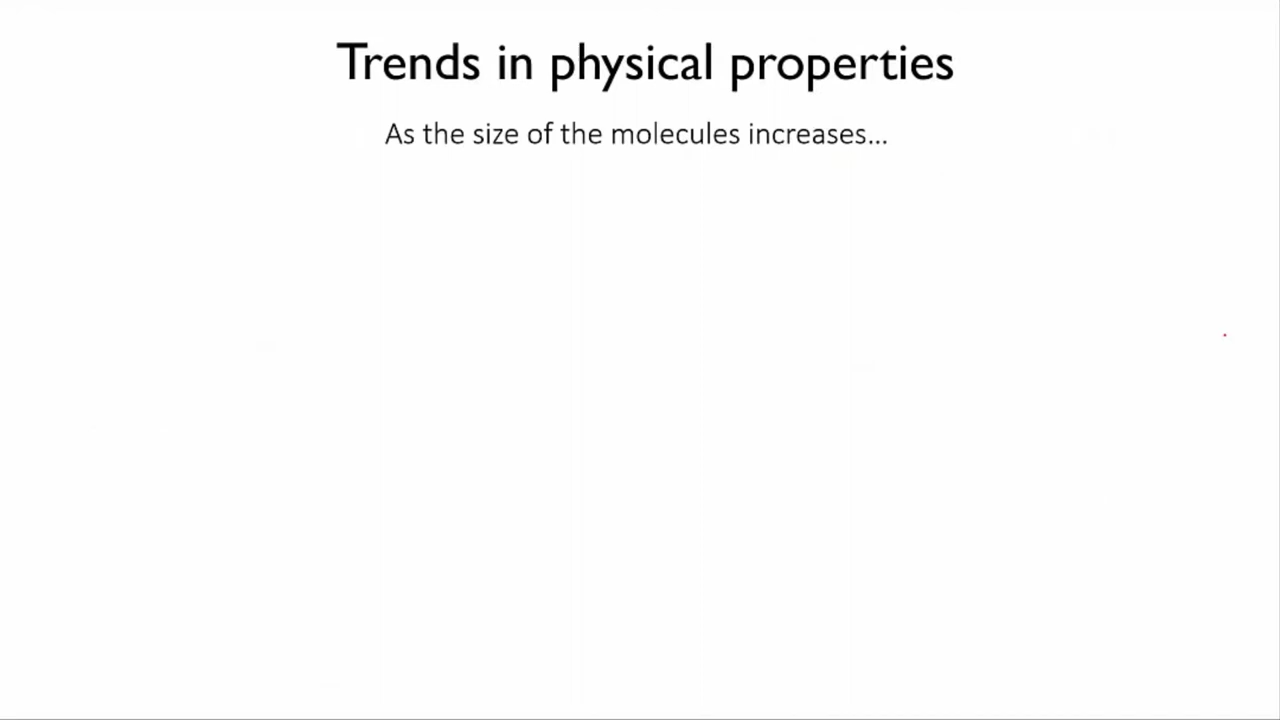 Trends in physical properties
As the size of the molecules increases...